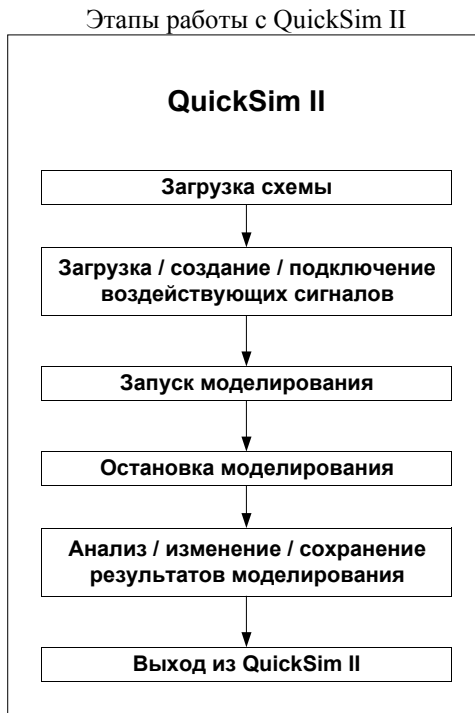 Этапы работы с QuickSim II
QuickSim II
Загрузка схемы
Загрузка / создание / подключение
воздействующих сигналов
Запуск моделирования
Остановка моделирования
Анализ / изменение / сохранение
результатов моделирования
Выход из QuickSim II